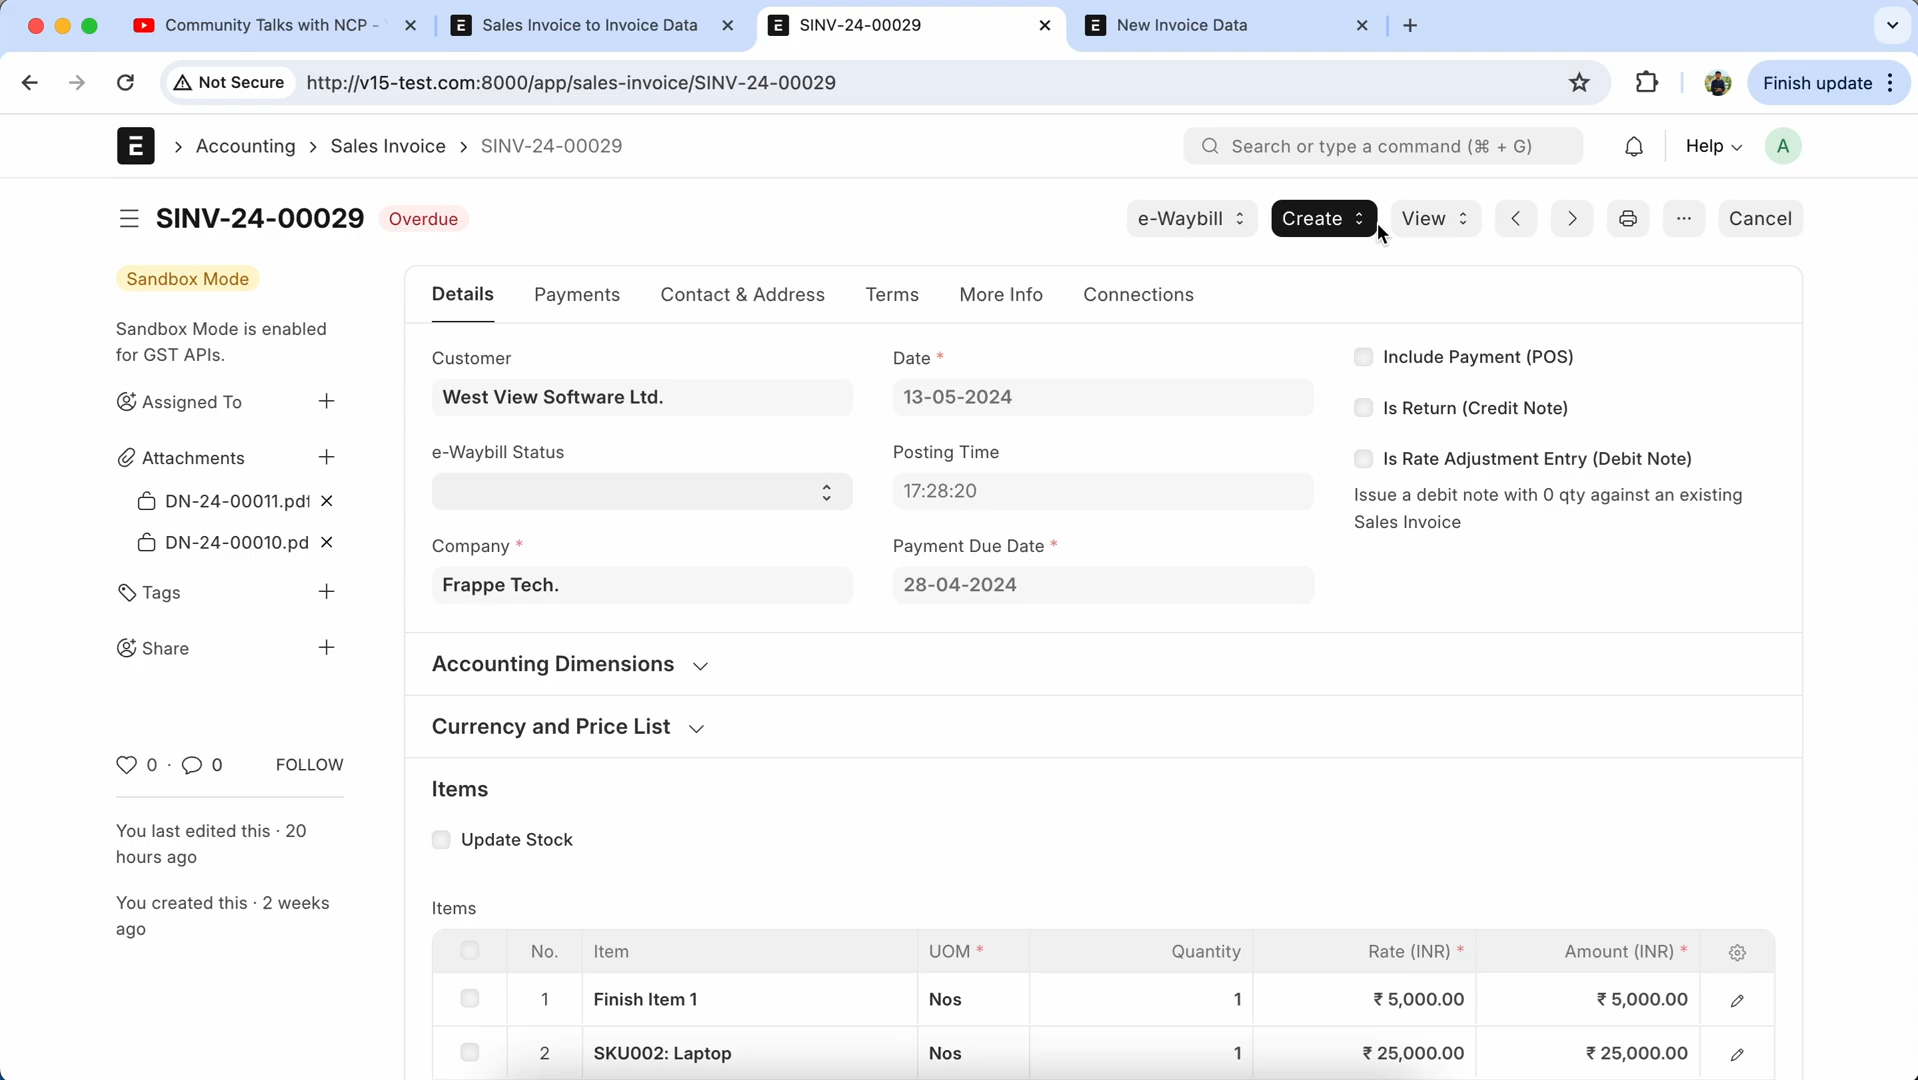 Community Talks with NCP -
Sales Invoice to Invoice Data
SINV-24-00029
New Invoice Data
Not Secure
http://v15-test.com:8000/app/sales-invoice/SINV-24-00029
Finish update
E
Accounting
Sales Invoice
SINV-24-00029
Search or type a command (⌘ + G)
Help
A
SINV-24-00029
Overdue
e-Waybill
Create
View
Cancel
Sandbox Mode
Sandbox Mode is enabled
for GST APIs.
Assigned To
Attachments
DN-24-00011.pdf
DN-24-00010.pd
Tags
Share
0 · 0
FOLLOW
You last edited this · 20
hours ago
You created this · 2 weeks
ago
Details
Payments
Contact & Address
Terms
More Info
Connections
Customer
West View Software Ltd.
e-Waybill Status
Company *
Frappe Tech.
Date *
13-05-2024
Posting Time
17:28:20
Payment Due Date *
28-04-2024
Include Payment (POS)
Is Return (Credit Note)
Is Rate Adjustment Entry (Debit Note)
Issue a debit note with 0 qty against an existing
Sales Invoice
Accounting Dimensions
Currency and Price List
Items
Update Stock
Items
No. Item UOM * Quantity Rate (INR) * Amount (INR) *
1 Finish Item 1 Nos 1 ₹ 5,000.00 ₹ 5,000.00
2 SKU002: Laptop Nos 1 ₹ 25,000.00 ₹ 25,000.00